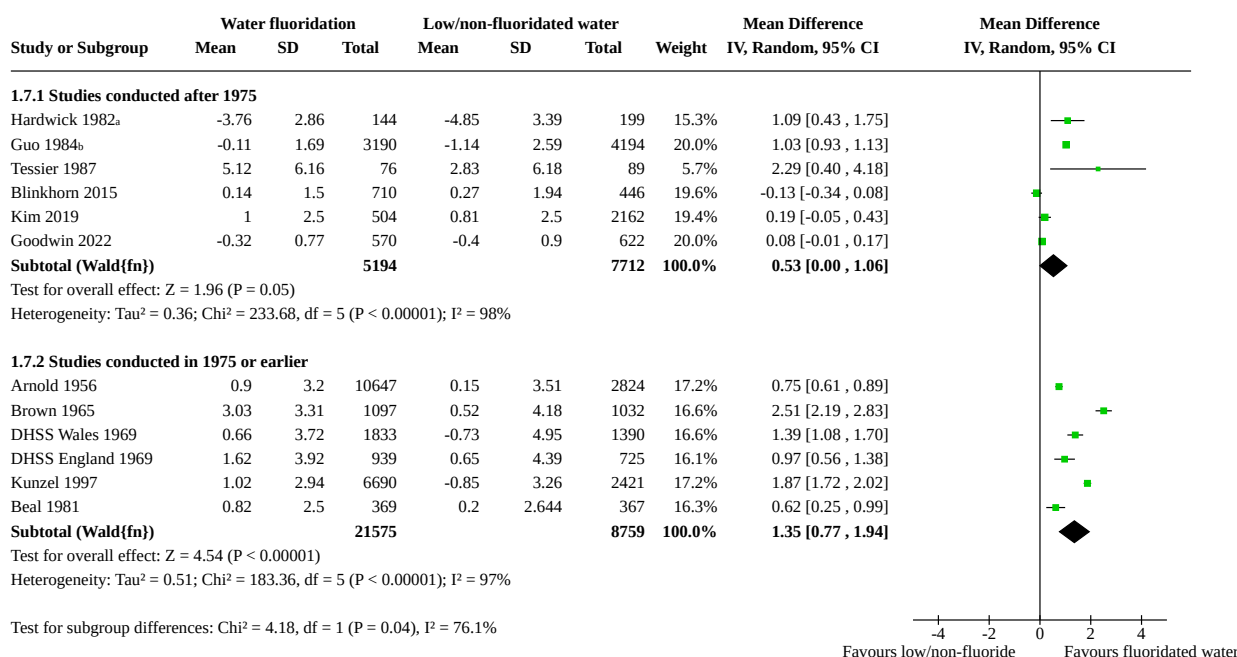 Water fluoridation Low/non-fluoridated water Mean Difference Mean Difference
Study or Subgroup Mean SD Total Mean SD Total Weight IV, Random, 95% CI IV, Random, 95% CI
1.7.1 Studies conducted after 1975
Hardwick 1982a -3.76 2.86 144 -4.85 3.39 199 15.3% 1.09 [0.43 , 1.75]
Guo 1984b -0.11 1.69 3190 -1.14 2.59 4194 20.0% 1.03 [0.93 , 1.13]
Tessier 1987 5.12 6.16 76 2.83 6.18 89 5.7% 2.29 [0.40 , 4.18]
Blinkhorn 2015 0.14 1.5 710 0.27 1.94 446 19.6% -0.13 [-0.34 , 0.08]
Kim 2019 1 2.5 504 0.81 2.5 2162 19.4% 0.19 [-0.05 , 0.43]
Goodwin 2022 -0.32 0.77 570 -0.4 0.9 622 20.0% 0.08 [-0.01 , 0.17]
Subtotal (Wald{fn}) 5194 7712 100.0% 0.53 [0.00 , 1.06]
Test for overall effect: Z = 1.96 (P = 0.05)
Heterogeneity: Tau² = 0.36; Chi² = 233.68, df = 5 (P < 0.00001); I² = 98%
1.7.2 Studies conducted in 1975 or earlier
Arnold 1956 0.9 3.2 10647 0.15 3.51 2824 17.2% 0.75 [0.61 , 0.89]
Brown 1965 3.03 3.31 1097 0.52 4.18 1032 16.6% 2.51 [2.19 , 2.83]
DHSS Wales 1969 0.66 3.72 1833 -0.73 4.95 1390 16.6% 1.39 [1.08 , 1.70]
DHSS England 1969 1.62 3.92 939 0.65 4.39 725 16.1% 0.97 [0.56 , 1.38]
Kunzel 1997 1.02 2.94 6690 -0.85 3.26 2421 17.2% 1.87 [1.72 , 2.02]
Beal 1981 0.82 2.5 369 0.2 2.644 367 16.3% 0.62 [0.25 , 0.99]
Subtotal (Wald{fn}) 21575 8759 100.0% 1.35 [0.77 , 1.94]
Test for overall effect: Z = 4.54 (P < 0.00001)
Heterogeneity: Tau² = 0.51; Chi² = 183.36, df = 5 (P < 0.00001); I² = 97%
Test for subgroup differences: Chi² = 4.18, df = 1 (P = 0.04), I² = 76.1%
-4 -2 0 2 4
Favours low/non-fluoride Favours fluoridated water